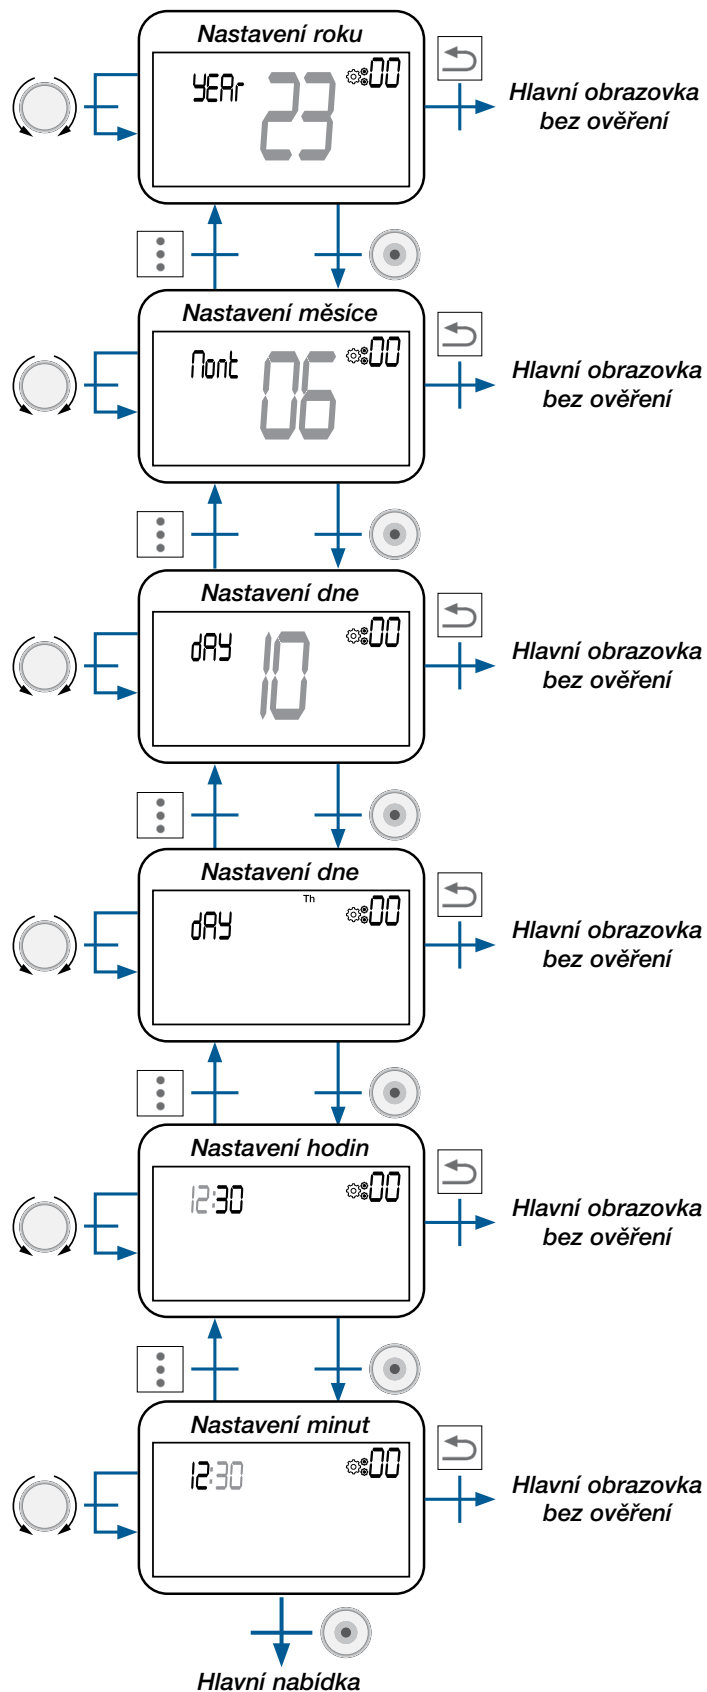 Nastavení roku
YEAr 23 00
Hlavní obrazovka
bez ověření
Nastavení měsíce
Mont 06 00
Hlavní obrazovka
bez ověření
Nastavení dne
dAY 10 00
Hlavní obrazovka
bez ověření
Nastavení dne
dAY Th 00
Hlavní obrazovka
bez ověření
Nastavení hodin
12:30 00
Hlavní obrazovka
bez ověření
Nastavení minut
12:30 00
Hlavní obrazovka
bez ověření
Hlavní nabídka